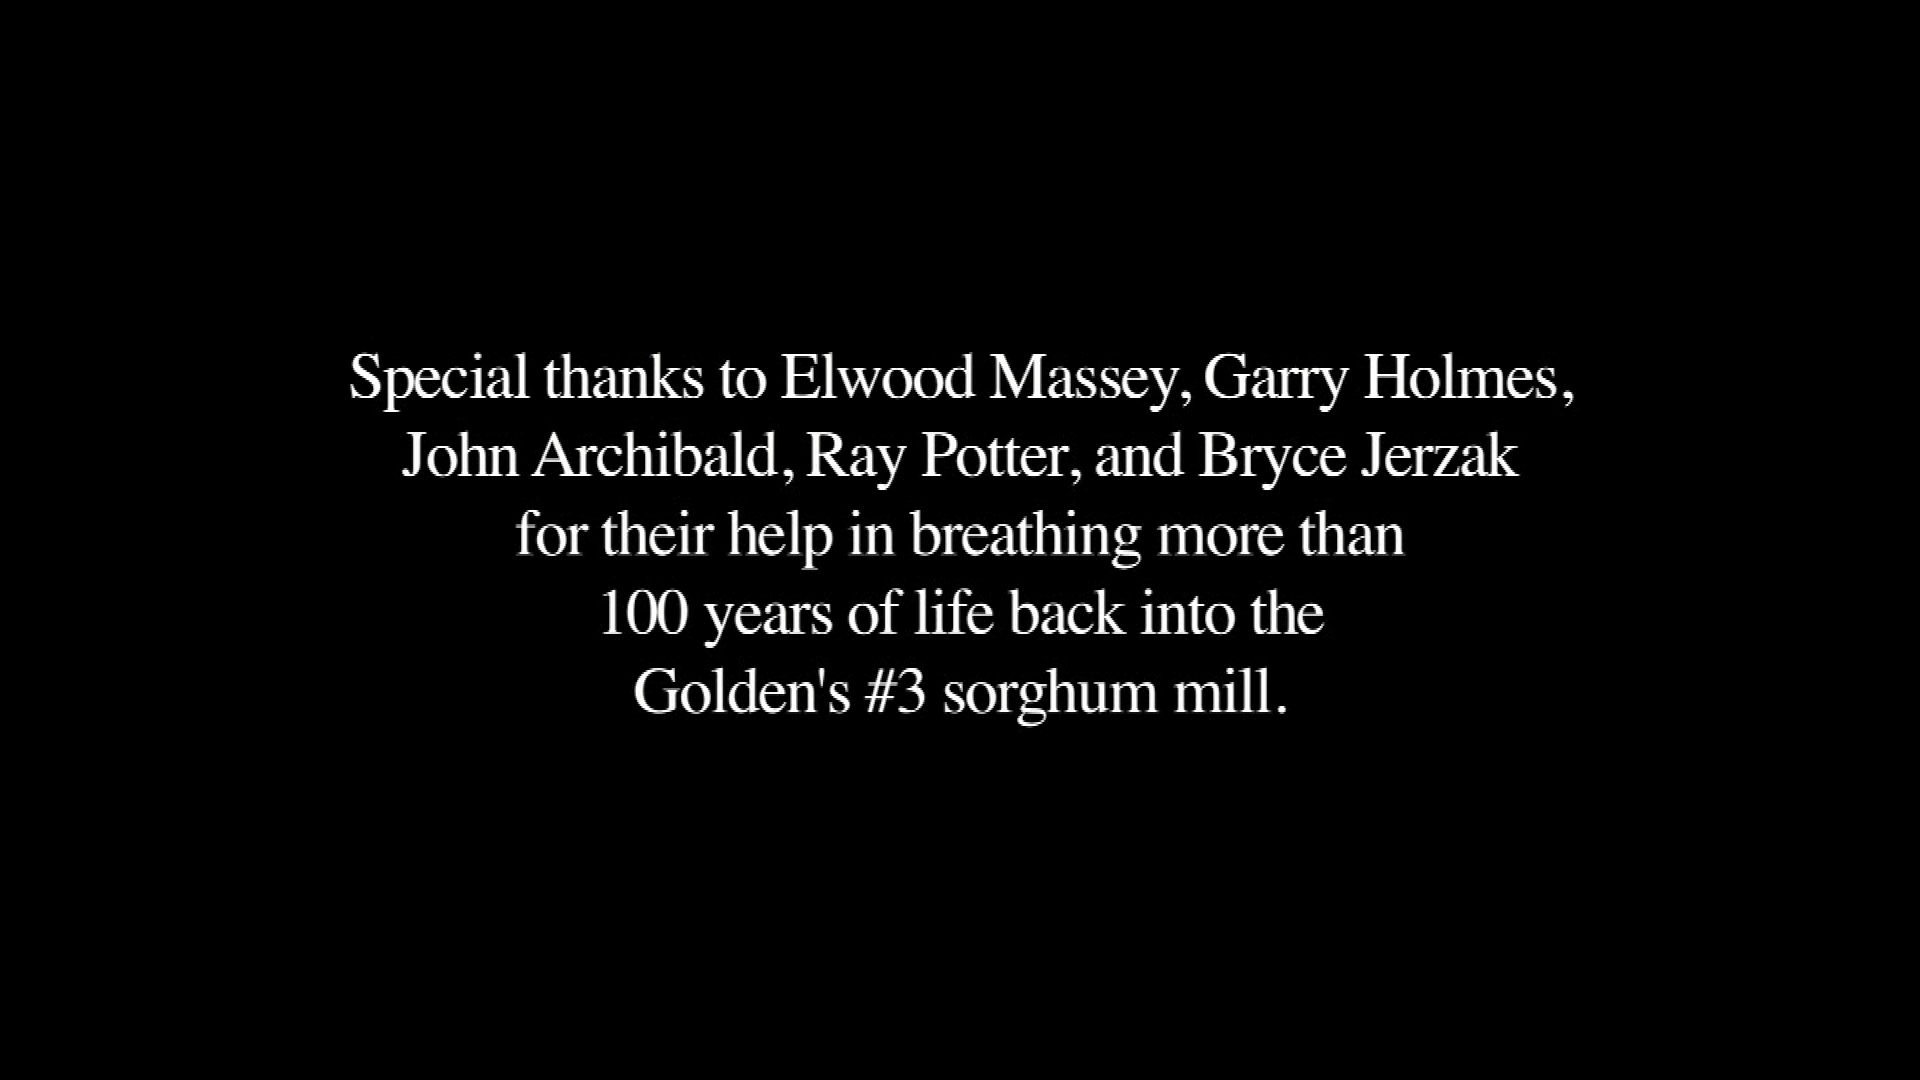 Special thanks to Elwood Massey, Garry Holmes,
John Archibald, Ray Potter, and Bryce Jerzak
for their help in breathing more than
100 years of life back into the
Golden's #3 sorghum mill.